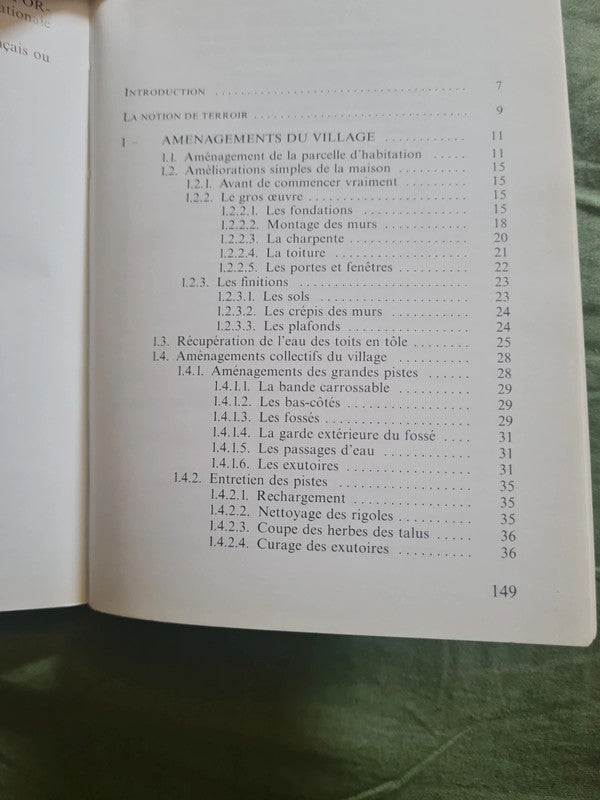 OR-
ationale
çais ou
INTRODUCTION ..................................... 7
LA NOTION DE TERROIR ................................ 9
I - AMENAGEMENTS DU VILLAGE ............ 11
1.1. Aménagement de la parcelle d'habitation ..... 11
1.2. Améliorations simples de la maison .......... 15
1.2.1. Avant de commencer vraiment ......... 15
1.2.2. Le gros œuvre ....................... 15
1.2.2.1. Les fondations ............... 15
1.2.2.2. Montage des murs ............ 18
1.2.2.3. La charpente ................. 20
1.2.2.4. La toiture ................... 21
1.2.2.5. Les portes et fenêtres ......... 22
1.2.3. Les finitions ......................... 23
1.2.3.1. Les sols ..................... 23
1.2.3.2. Les crépis des murs ........... 24
1.2.3.3. Les plafonds ................. 24
1.3. Récupération de l'eau des toits en tôle ........ 25
1.4. Aménagements collectifs du village ........... 28
1.4.1. Aménagements des grandes pistes ...... 28
1.4.1.1. La bande carrossable .......... 29
1.4.1.2. Les bas-côtés ................ 29
1.4.1.3. Les fossés ................... 29
1.4.1.4. La garde extérieure du fossé .... 31
1.4.1.5. Les passages d'eau ............ 31
1.4.1.6. Les exutoires ................ 31
1.4.2. Entretien des pistes ................... 35
1.4.2.1. Rechargement ................ 35
1.4.2.2. Nettoyage des rigoles .......... 35
1.4.2.3. Coupe des herbes des talus ..... 36
1.4.2.4. Curage des exutoires .......... 36
149